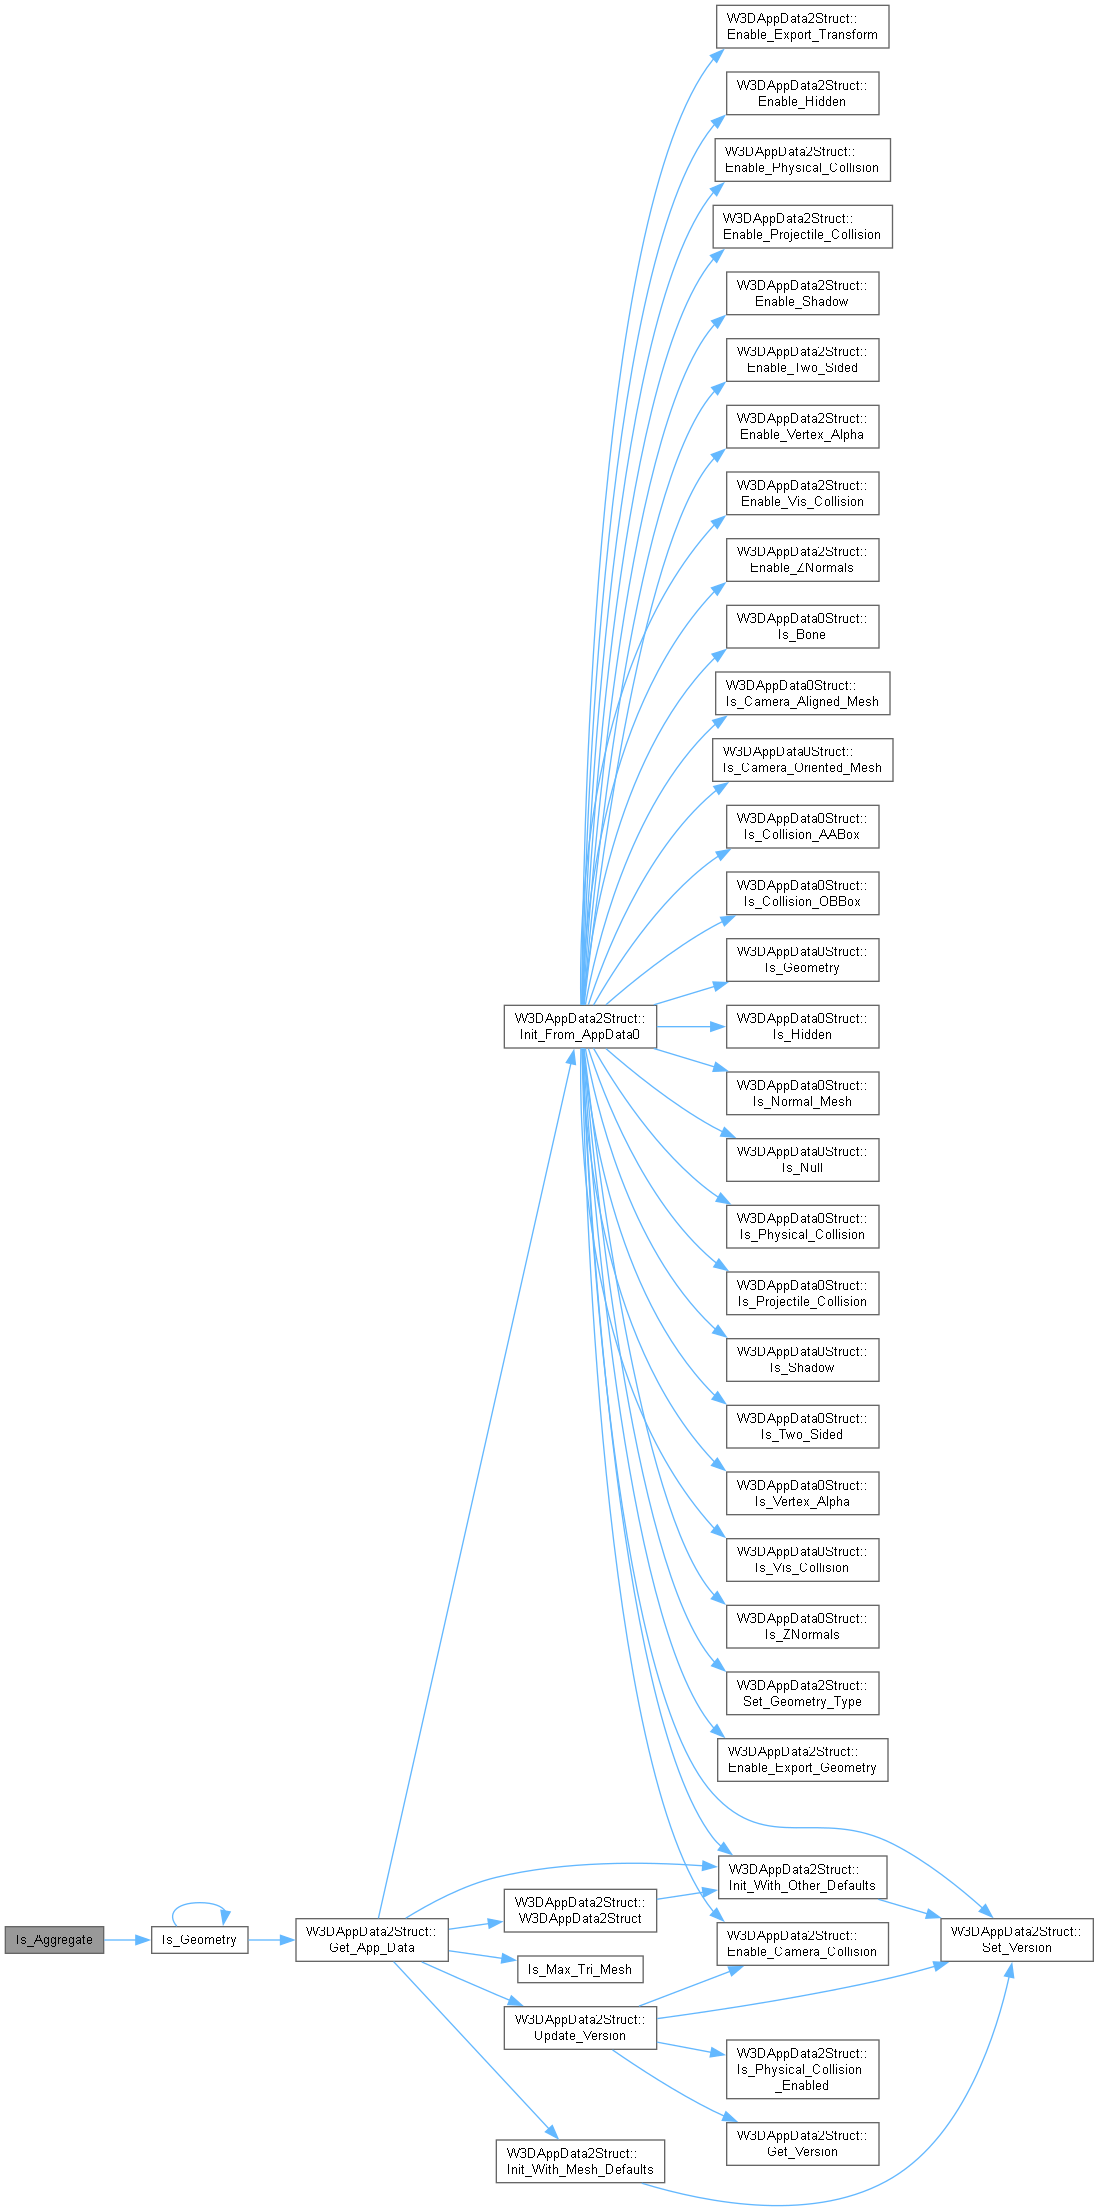 W3DAppData2Struct::
Enable_Export_Transform
W3DAppData2Struct::
Enable_Hidden
W3DAppData2Struct::
Enable_Physical_Collision
W3DAppData2Struct::
Enable_Projectile_Collision
W3DAppData2Struct::
Enable_Shadow
W3DAppData2Struct::
Enable_Two_Sided
W3DAppData2Struct::
Enable_Vertex_Alpha
W3DAppData2Struct::
Enable_Vis_Collision
W3DAppData2Struct::
Enable_ZNormals
W3DAppData0Struct::
Is_Bone
W3DAppData0Struct::
Is_Camera_Aligned_Mesh
W3DAppData0Struct::
Is_Camera_Oriented_Mesh
W3DAppData0Struct::
Is_Collision_AABox
W3DAppData0Struct::
Is_Collision_OBBox
W3DAppData0Struct::
Is_Geometry
W3DAppData2Struct::
Init_From_AppData0
W3DAppData0Struct::
Is_Hidden
W3DAppData0Struct::
Is_Normal_Mesh
W3DAppData0Struct::
Is_Null
W3DAppData0Struct::
Is_Physical_Collision
W3DAppData0Struct::
Is_Projectile_Collision
W3DAppData0Struct::
Is_Shadow
W3DAppData0Struct::
Is_Two_Sided
W3DAppData0Struct::
Is_Vertex_Alpha
W3DAppData0Struct::
Is_Vis_Collision
W3DAppData0Struct::
Is_ZNormals
W3DAppData2Struct::
Set_Geometry_Type
W3DAppData2Struct::
Enable_Export_Geometry
W3DAppData2Struct::
Init_With_Other_Defaults
W3DAppData2Struct::
W3DAppData2Struct
Is_Aggregate
Is_Geometry
W3DAppData2Struct::
Get_App_Data
W3DAppData2Struct::
Enable_Camera_Collision
W3DAppData2Struct::
Set_Version
Is_Max_Tri_Mesh
W3DAppData2Struct::
Update_Version
W3DAppData2Struct::
Is_Physical_Collision
_Enabled
W3DAppData2Struct::
Get_Version
W3DAppData2Struct::
Init_With_Mesh_Defaults